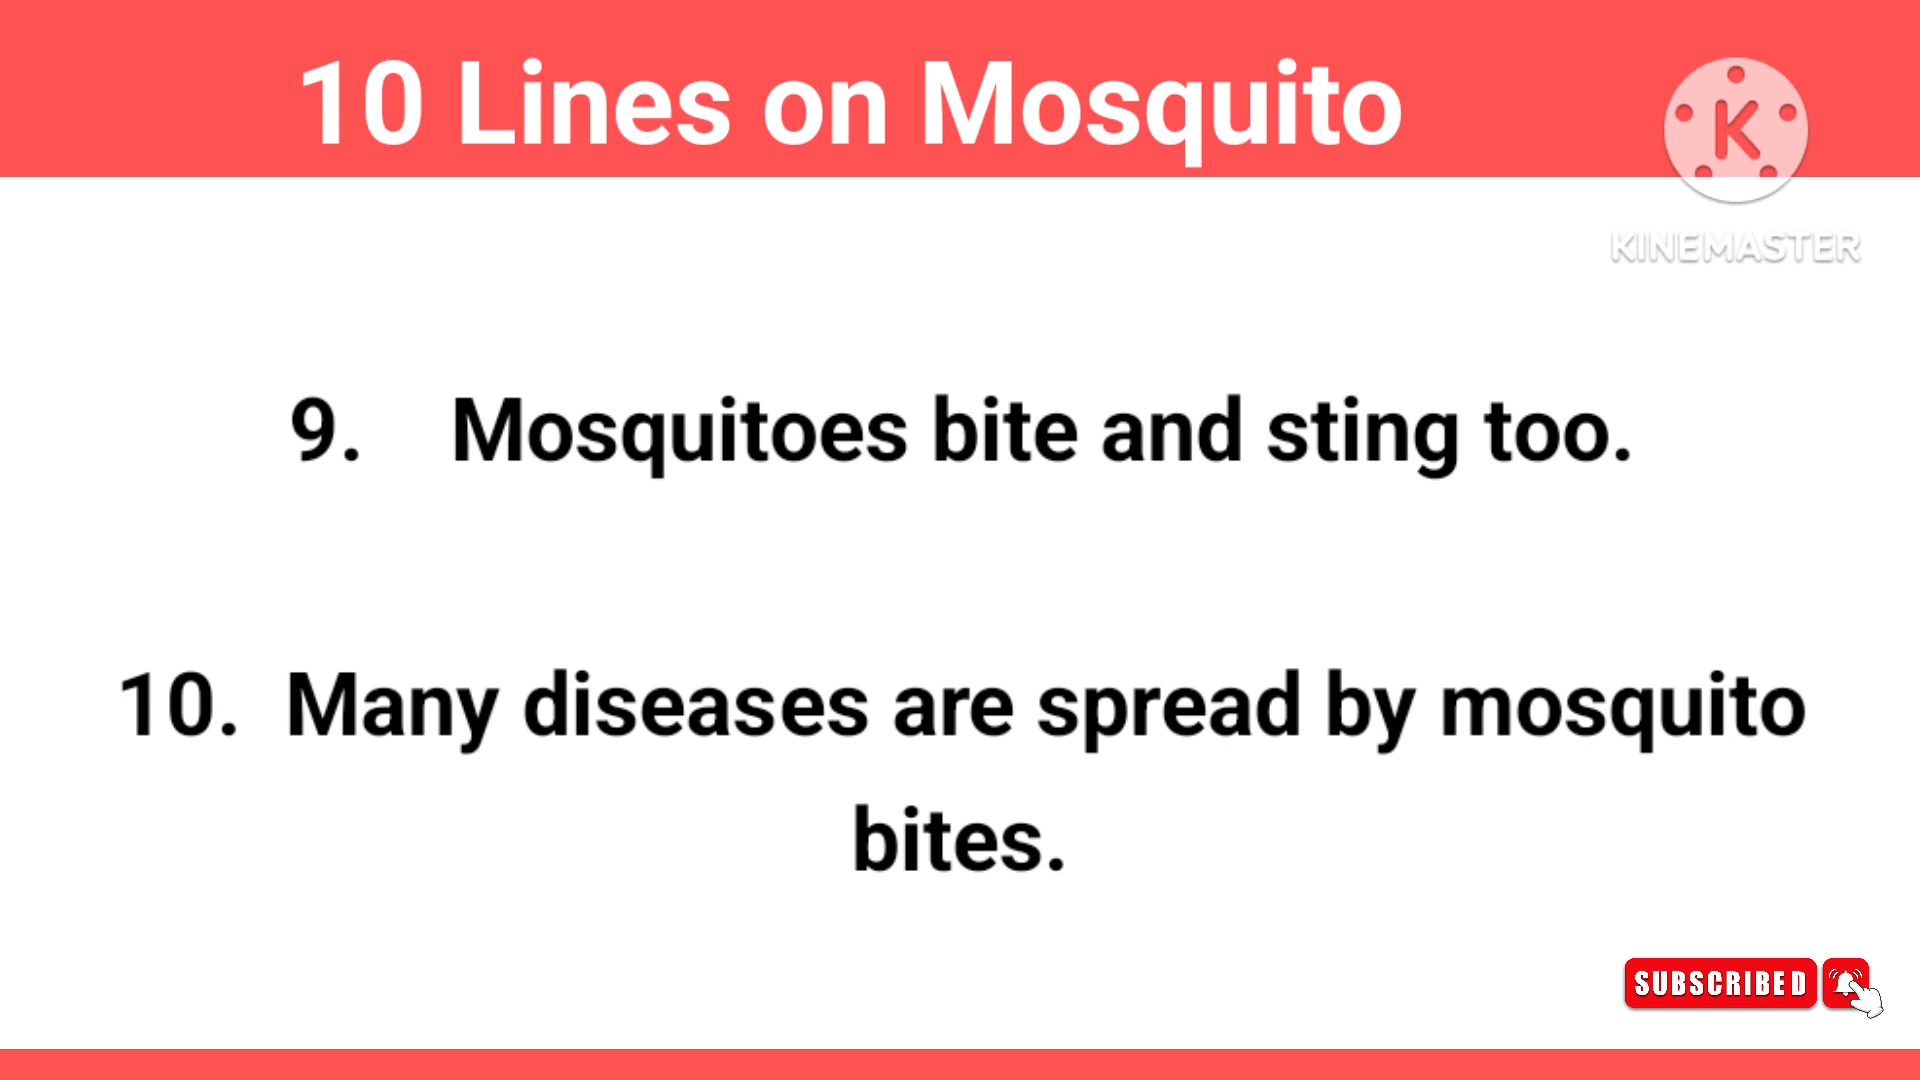 10 Lines on Mosquito
K
KINEMASTER
9. Mosquitoes bite and sting too.
10. Many diseases are spread by mosquito
bites.
SUBSCRIBED